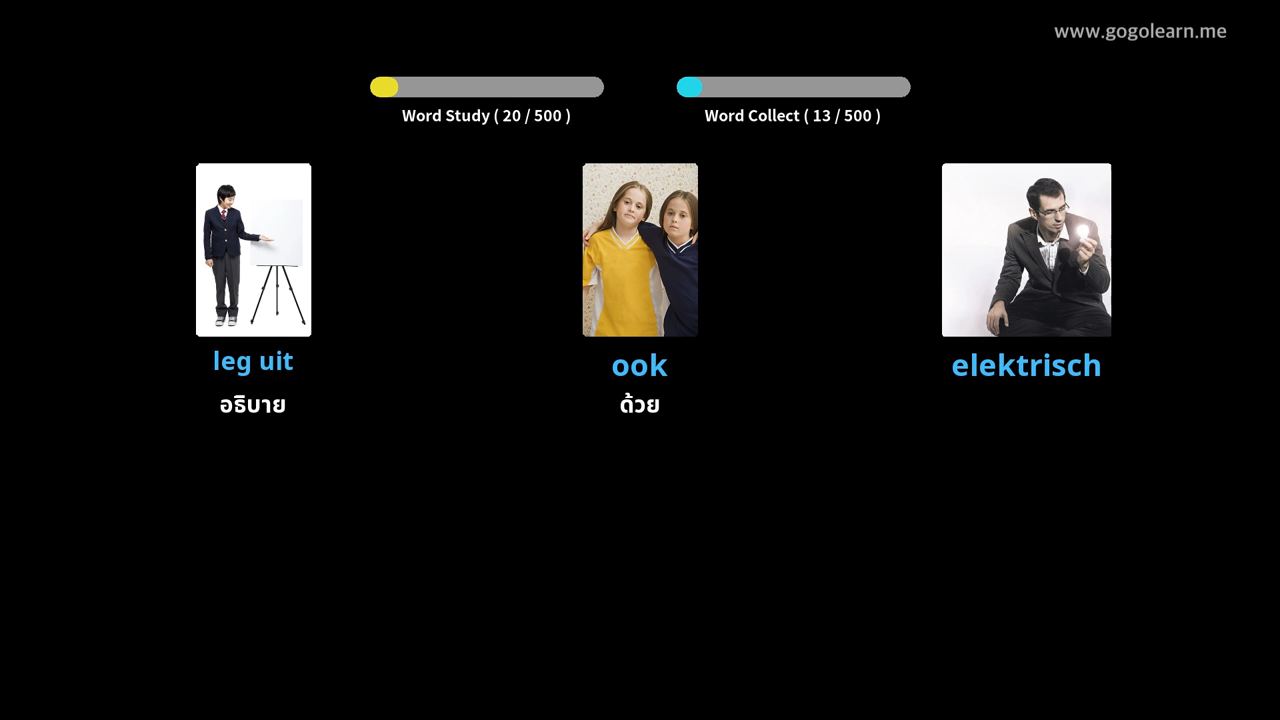 www.gogolearn.me
Word Study ( 20 / 500 )
Word Collect ( 13 / 500 )
leg uit
ook
elektrisch
อธิบาย
ด้วย